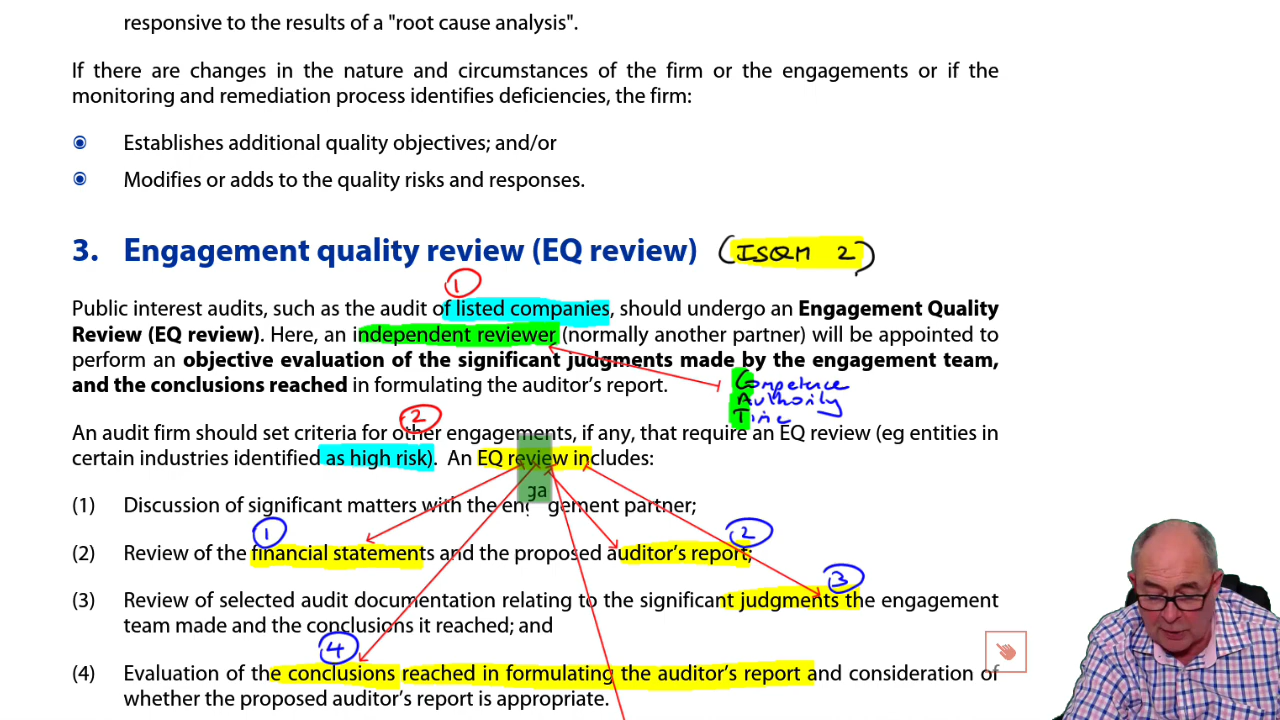 responsive to the results of a "root cause analysis".
If there are changes in the nature and circumstances of the firm or the engagements or if the
monitoring and remediation process identifies deficiencies, the firm:
Establishes additional quality objectives; and/or
Modifies or adds to the quality risks and responses.
3. Engagement quality review (EQ review) (ISQM 2)
1
Public interest audits, such as the audit of listed companies, should undergo an Engagement Quality
Review (EQ review). Here, an independent reviewer (normally another partner) will be appointed to
perform an objective evaluation of the significant judgments made by the engagement team,
and the conclusions reached in formulating the auditor's report.
Competence
Authority
Time
2
An audit firm should set criteria for other engagements, if any, that require an EQ review (eg entities in
certain industries identified as high risk). An EQ review includes:
ga
(1) Discussion of significant matters with the engagement partner;
1 2
(2) Review of the financial statements and the proposed auditor's report;
3
(3) Review of selected audit documentation relating to the significant judgments the engagement
team made and the conclusions it reached; and
4
(4) Evaluation of the conclusions reached in formulating the auditor's report and consideration of
whether the proposed auditor's report is appropriate.